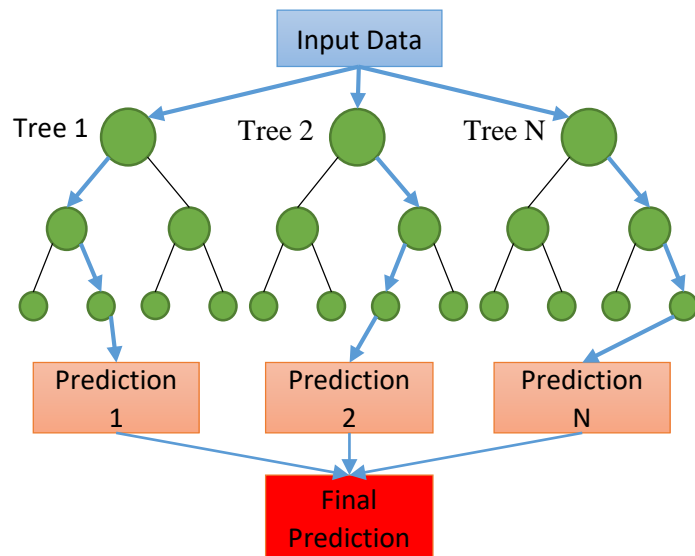 Input Data
Tree 1
Tree 2
Tree N
Prediction
1
Prediction
2
Prediction
N
Final
Prediction